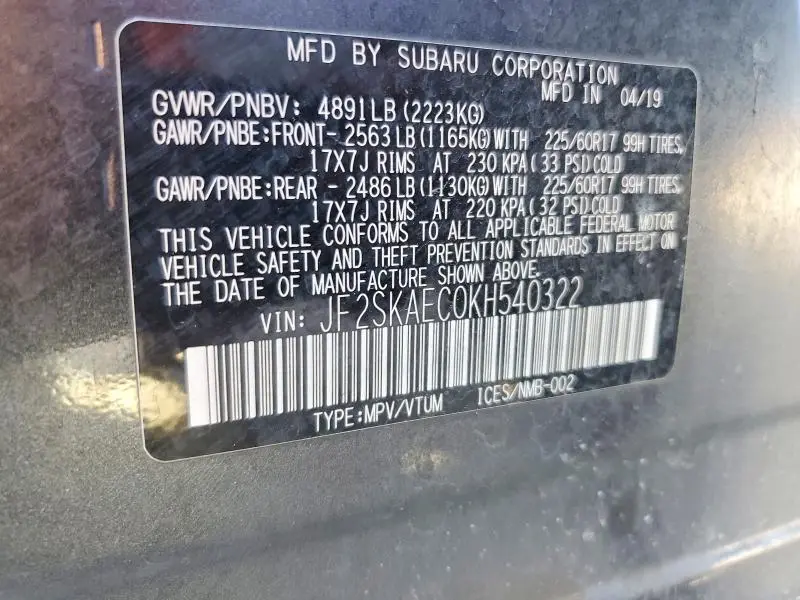 MFD BY SUBARU CORPORATION
MFD IN 04/19
GVWR/PNBV: 4891LB (2223KG)
GAWR/PNBE:FRONT- 2563LB (1165KG) WITH 225/60R17 99H TIRES,
17X7J RIMS AT 230 KPA ( 33 PSI) COLD
GAWR/PNBE:REAR - 2486LB (1130KG) WITH 225/60R17 99H TIRES,
17X7J RIMS AT 220 KPA ( 32 PSI) COLD
THIS VEHICLE CONFORMS TO ALL APPLICABLE FEDERAL MOTOR
VEHICLE SAFETY AND THEFT PREVENTION STANDARDS IN EFFECT ON
THE DATE OF MANUFACTURE SHOWN ABOVE.
VIN: JF2SKAEC0KH540322
TYPE:MPV/VTUM ICES/NMB-002